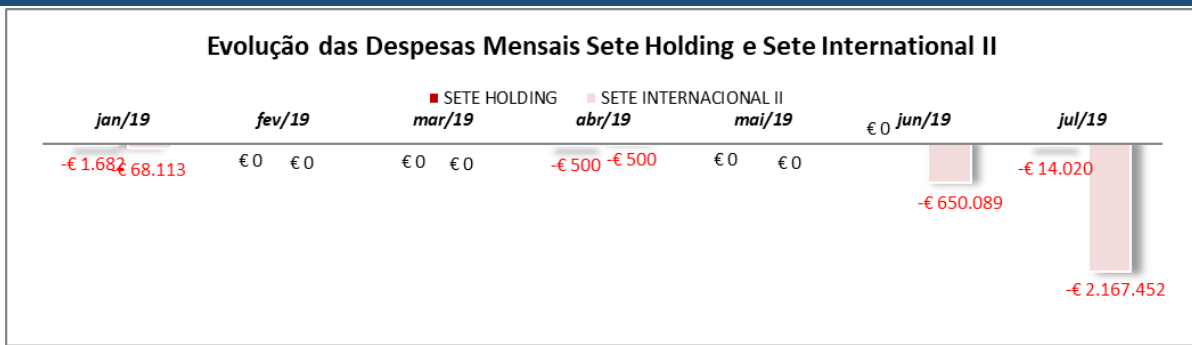 Evolução das Despesas Mensais Sete Holding e Sete International II
SETE HOLDING SETE INTERNACIONAL II
jan/19 fev/19 mar/19 abr/19 mai/19 jun/19 jul/19
€ 0
-€ 1.682 -€ 68.113 € 0 € 0 € 0 € 0 -€ 500 -€ 500 € 0 € 0 -€ 14.020
-€ 650.089
-€ 2.167.452